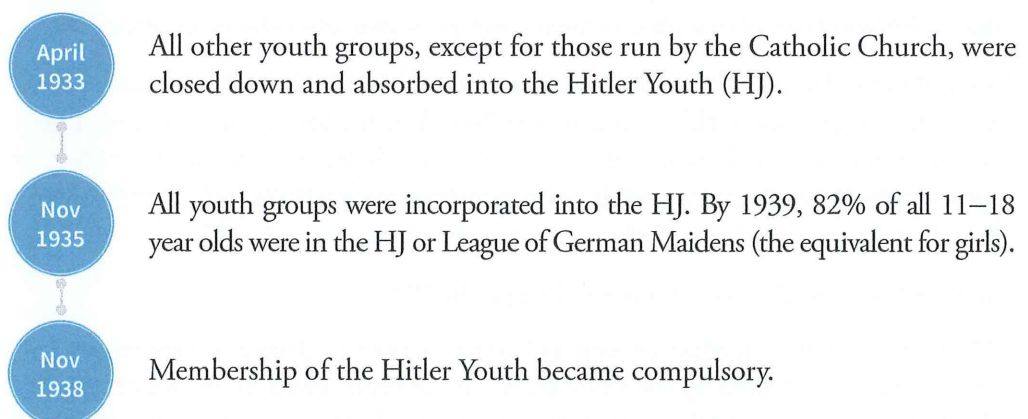 April
1933
All other youth groups, except for those run by the Catholic Church, were
closed down and absorbed into the Hitler Youth (HJ).
Nov
1935
All youth groups were incorporated into the HJ. By 1939, 82% of all 11–18
year olds were in the HJ or League of German Maidens (the equivalent for girls).
Nov
1938
Membership of the Hitler Youth became compulsory.